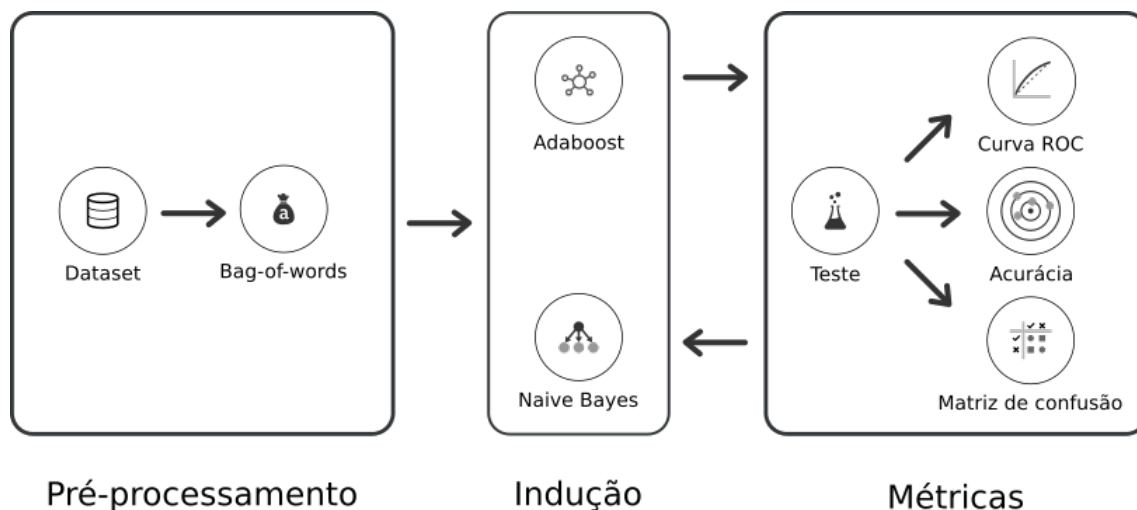 Dataset
Bag-of-words
Pré-processamento
Adaboost
Naive Bayes
Indução
Teste
Curva ROC
Acurácia
Matriz de confusão
Métricas